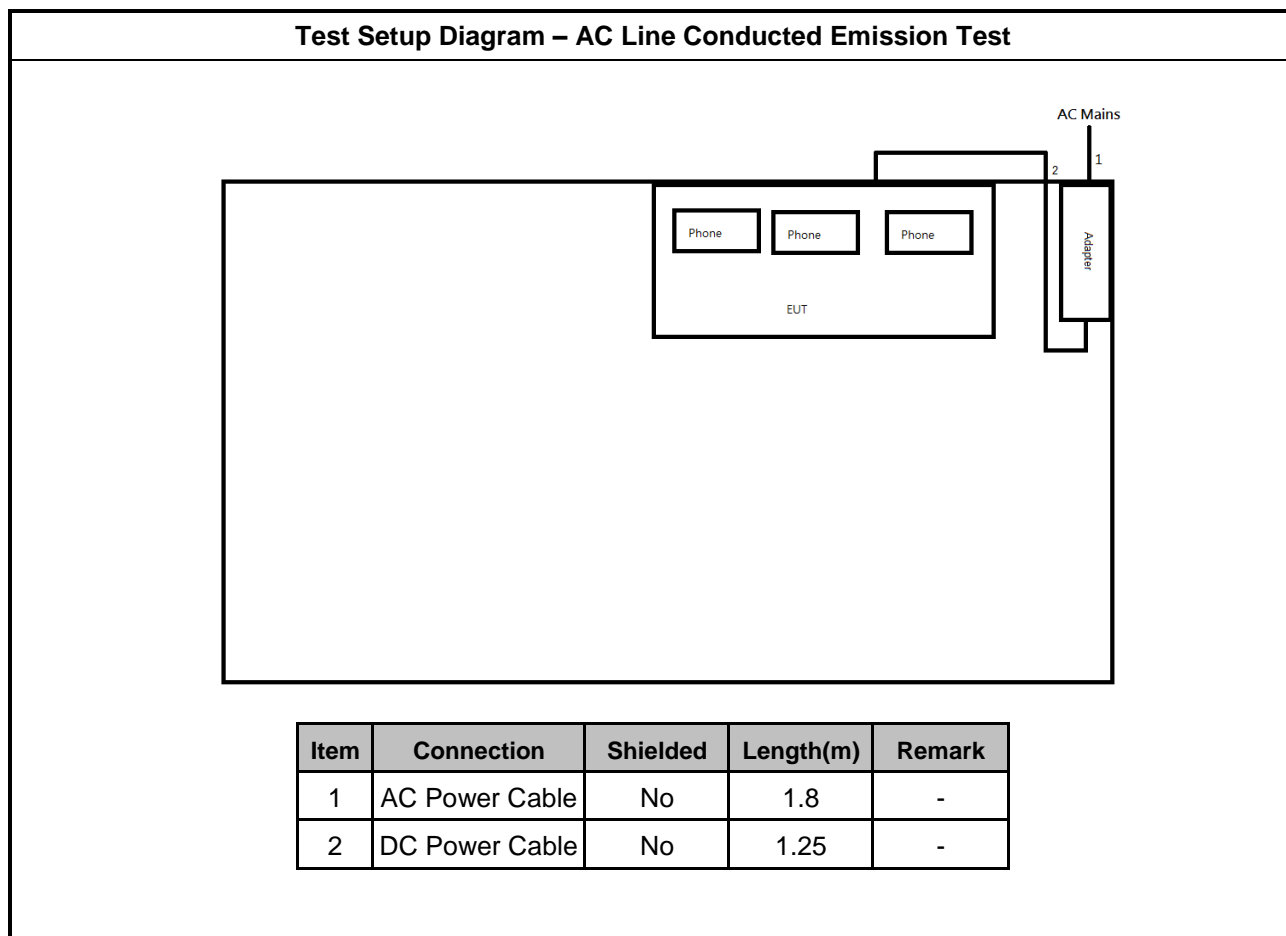 Test Setup Diagram – AC Line Conducted Emission Test
AC Mains
1
2
Phone Phone Phone
Adapter
EUT
Item Connection Shielded Length(m) Remark
1 AC Power Cable No 1.8 -
2 DC Power Cable No 1.25 -